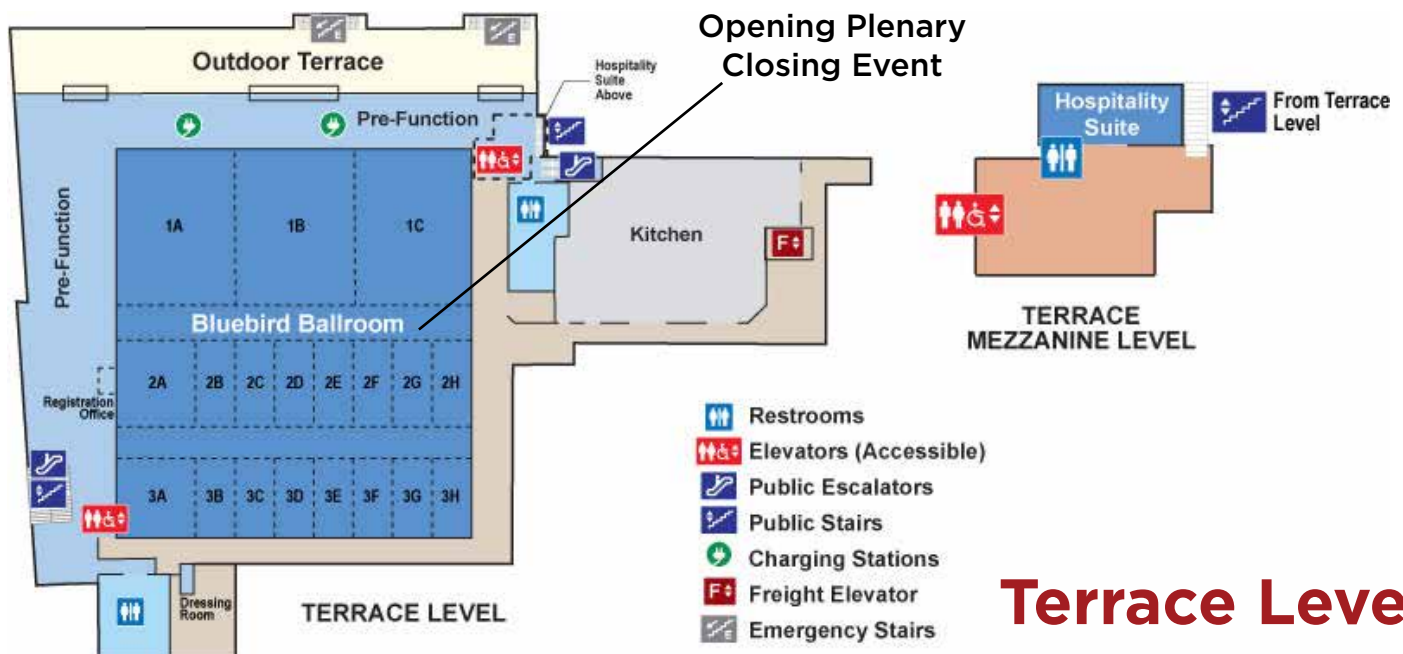 Opening Plenary
Closing Event
E
E
Outdoor Terrace
Hospitality
Suite
Above
Pre-Function
Pre-Function
1A
1B
1C
Kitchen
F
Bluebird Ballroom
2A
2B
2C
2D
2E
2F
2G
2H
Registration
Office
3A
3B
3C
3D
3E
3F
3G
3H
Dressing
Room
TERRACE LEVEL
Hospitality
Suite
From Terrace
Level
TERRACE
MEZZANINE LEVEL
Restrooms
Elevators (Accessible)
Public Escalators
Public Stairs
Charging Stations
F
Freight Elevator
E
Emergency Stairs
Terrace Leve